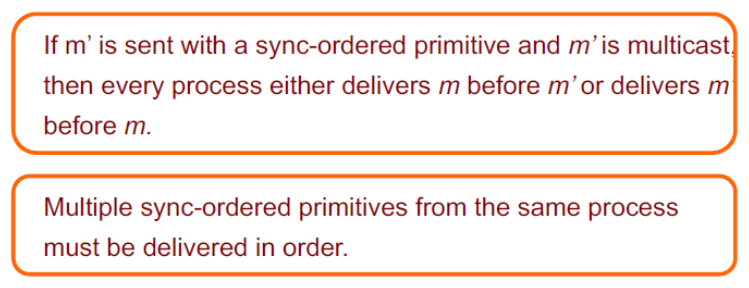 If m’ is sent with a sync-ordered primitive and m’ is multicast,
then every process either delivers m before m’ or delivers m’
before m.
Multiple sync-ordered primitives from the same process
must be delivered in order.